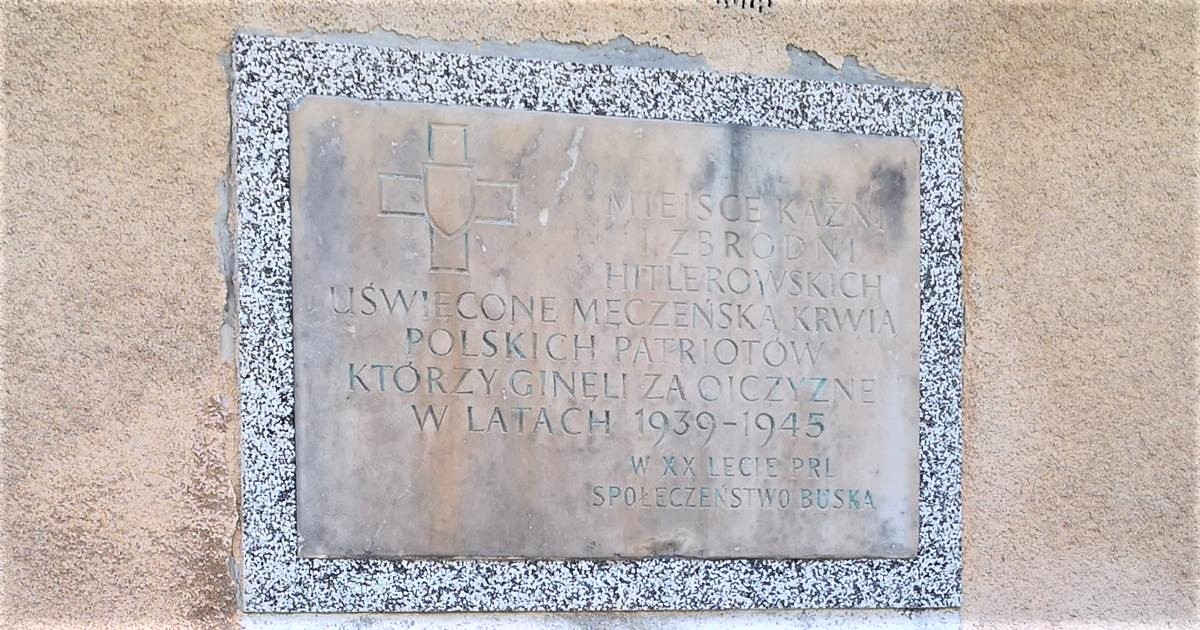 MIEJSCE KAŹNI
I ZBRODNI
HITLEROWSKICH
UŚWIĘCONE MĘCZEŃSKĄ KRWIĄ
POLSKICH PATRIOTÓW
KTÓRZY GINĘLI ZA OJCZYZNĘ
W LATACH 1939-1945
W XX LECIE PRL
SPOŁECZEŃSTWO BUSKA